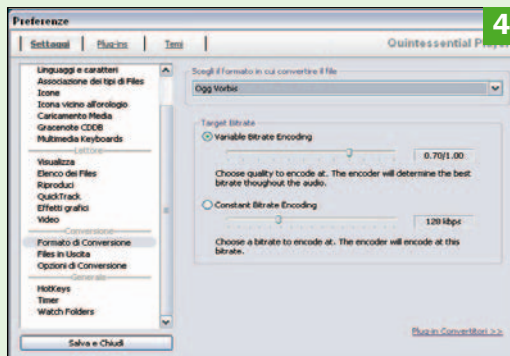 Preferenze
4
Settaggi Plug-ins Temi
Quintessential Player
Linguaggi e caratteri
Associazione dei tipi di Files
Icone
Icona vicino all'orologio
Caricamento Media
Gracenote CDDB
Multimedia Keyboards
Lettore
Visualizza
Elenco dei Files
Riproduci
QuickTrack
Effetti grafici
Video
Conversione
Formato di Conversione
Files in Uscita
Opzioni di Conversione
Generale
HotKeys
Timer
Watch Folders
Salva e Chiudi
Scegli il formato in cui convertire il file
Ogg Vorbis
Target Bitrate
Variable Bitrate Encoding
0.70/1.00
Choose quality to encode at. The encoder will determine the best
bitrate thoughout the audio.
Constant Bitrate Encoding
128 kbps
Choose a bitrate to encode at. The encoder will encode at this
bitrate.
Plug-in Convertitori >>